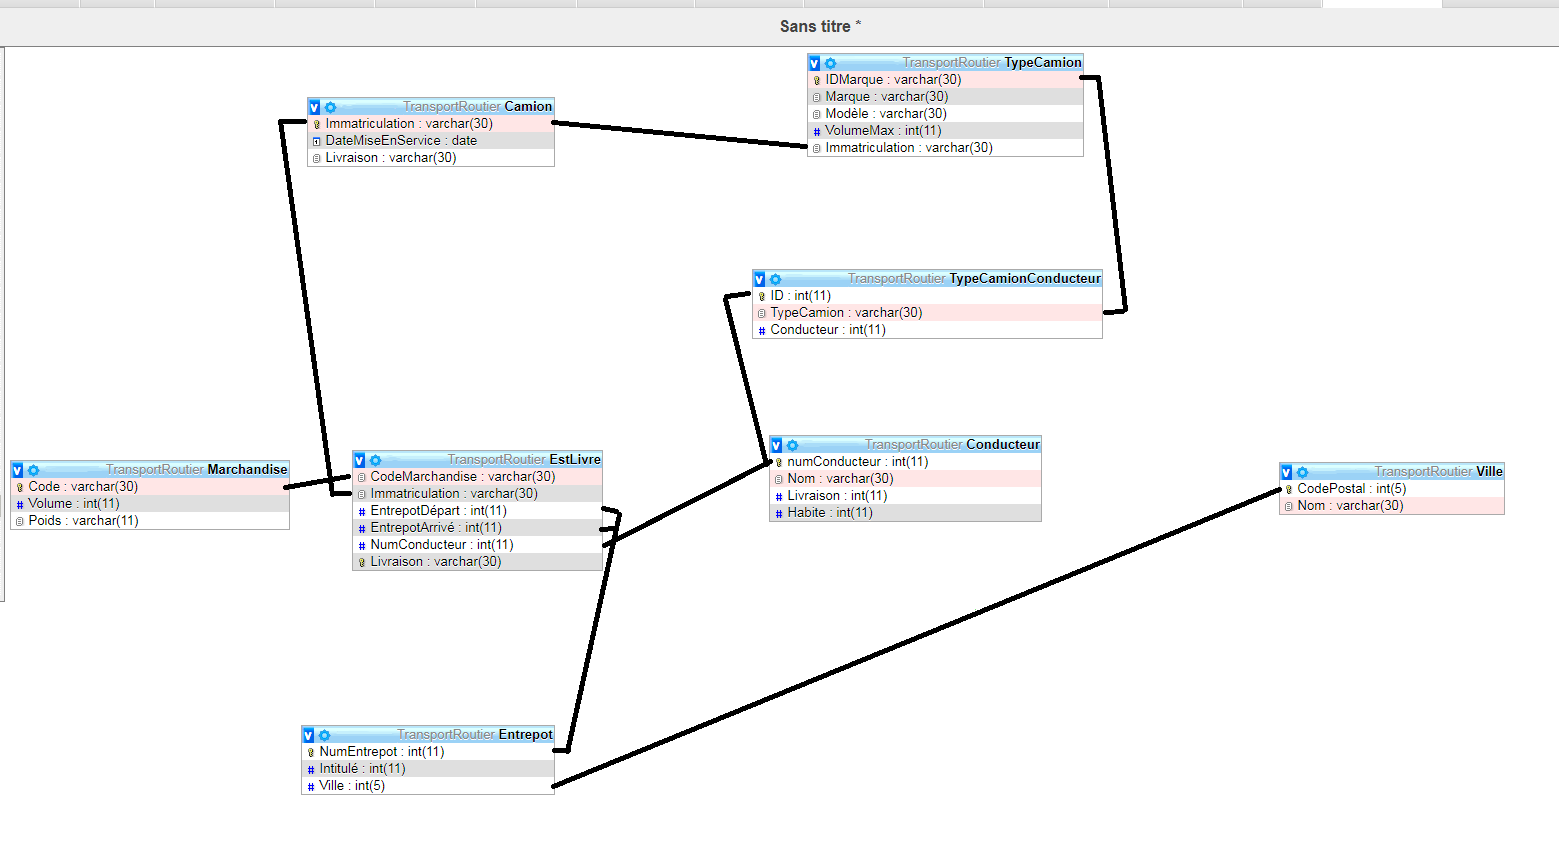 Sans titre *
TransportRoutier TypeCamion
IDMarque : varchar(30)
Marque : varchar(30)
Modèle : varchar(30)
VolumeMax : int(11)
Immatriculation : varchar(30)
TransportRoutier Camion
Immatriculation : varchar(30)
DateMiseEnService : date
Livraison : varchar(30)
TransportRoutier TypeCamionConducteur
ID : int(11)
TypeCamion : varchar(30)
Conducteur : int(11)
TransportRoutier Marchandise
Code : varchar(30)
Volume : int(11)
Poids : varchar(11)
TransportRoutier EstLivre
CodeMarchandise : varchar(30)
Immatriculation : varchar(30)
EntrepotDépart : int(11)
EntrepotArrivé : int(11)
NumConducteur : int(11)
Livraison : varchar(30)
TransportRoutier Conducteur
numConducteur : int(11)
Nom : varchar(30)
Livraison : int(11)
Habite : int(11)
TransportRoutier Ville
CodePostal : int(5)
Nom : varchar(30)
TransportRoutier Entrepot
NumEntrepot : int(11)
Intitulé : int(11)
Ville : int(5)